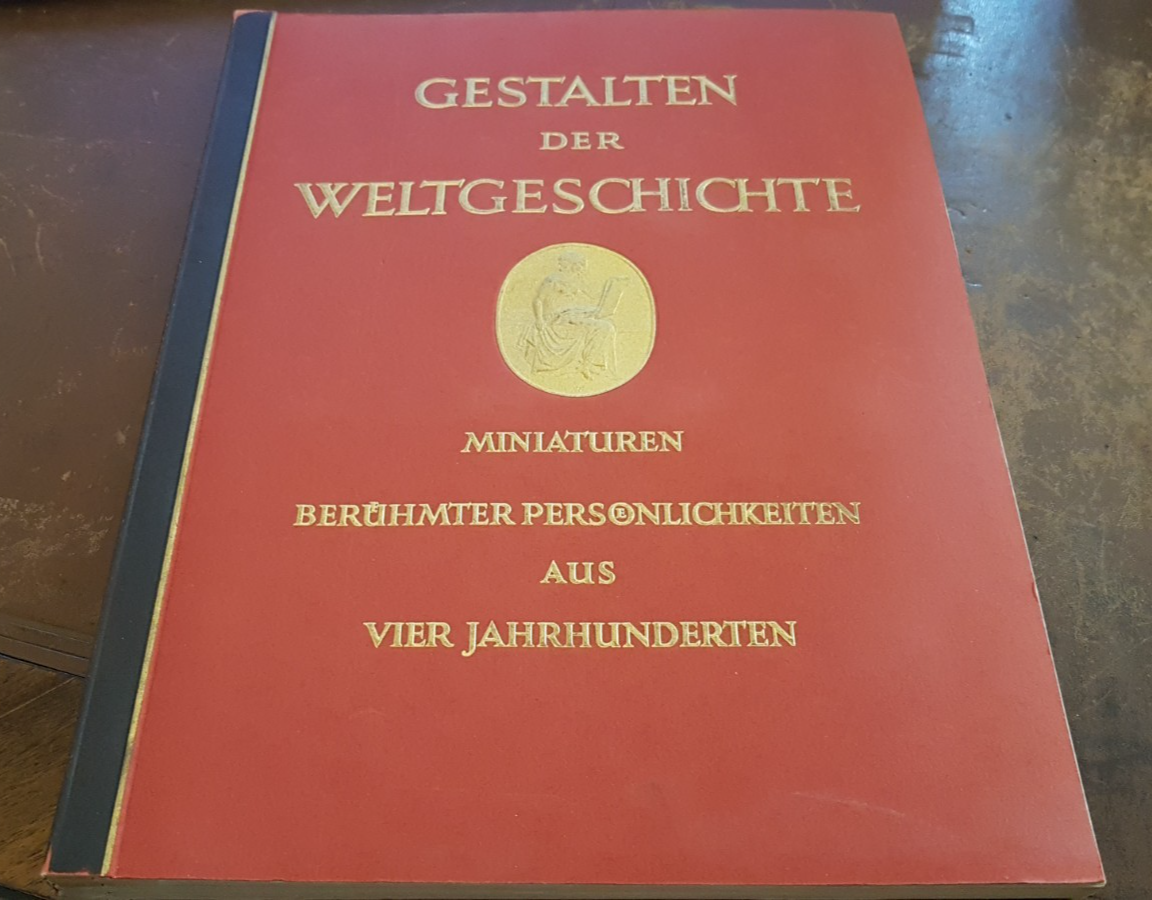 GESTALTEN
DER
WELTGESCHICHTE
MINIATUREN
BERÜHMTER PERSÖNLICHKEITEN
AUS
VIER JAHRHUNDERTEN